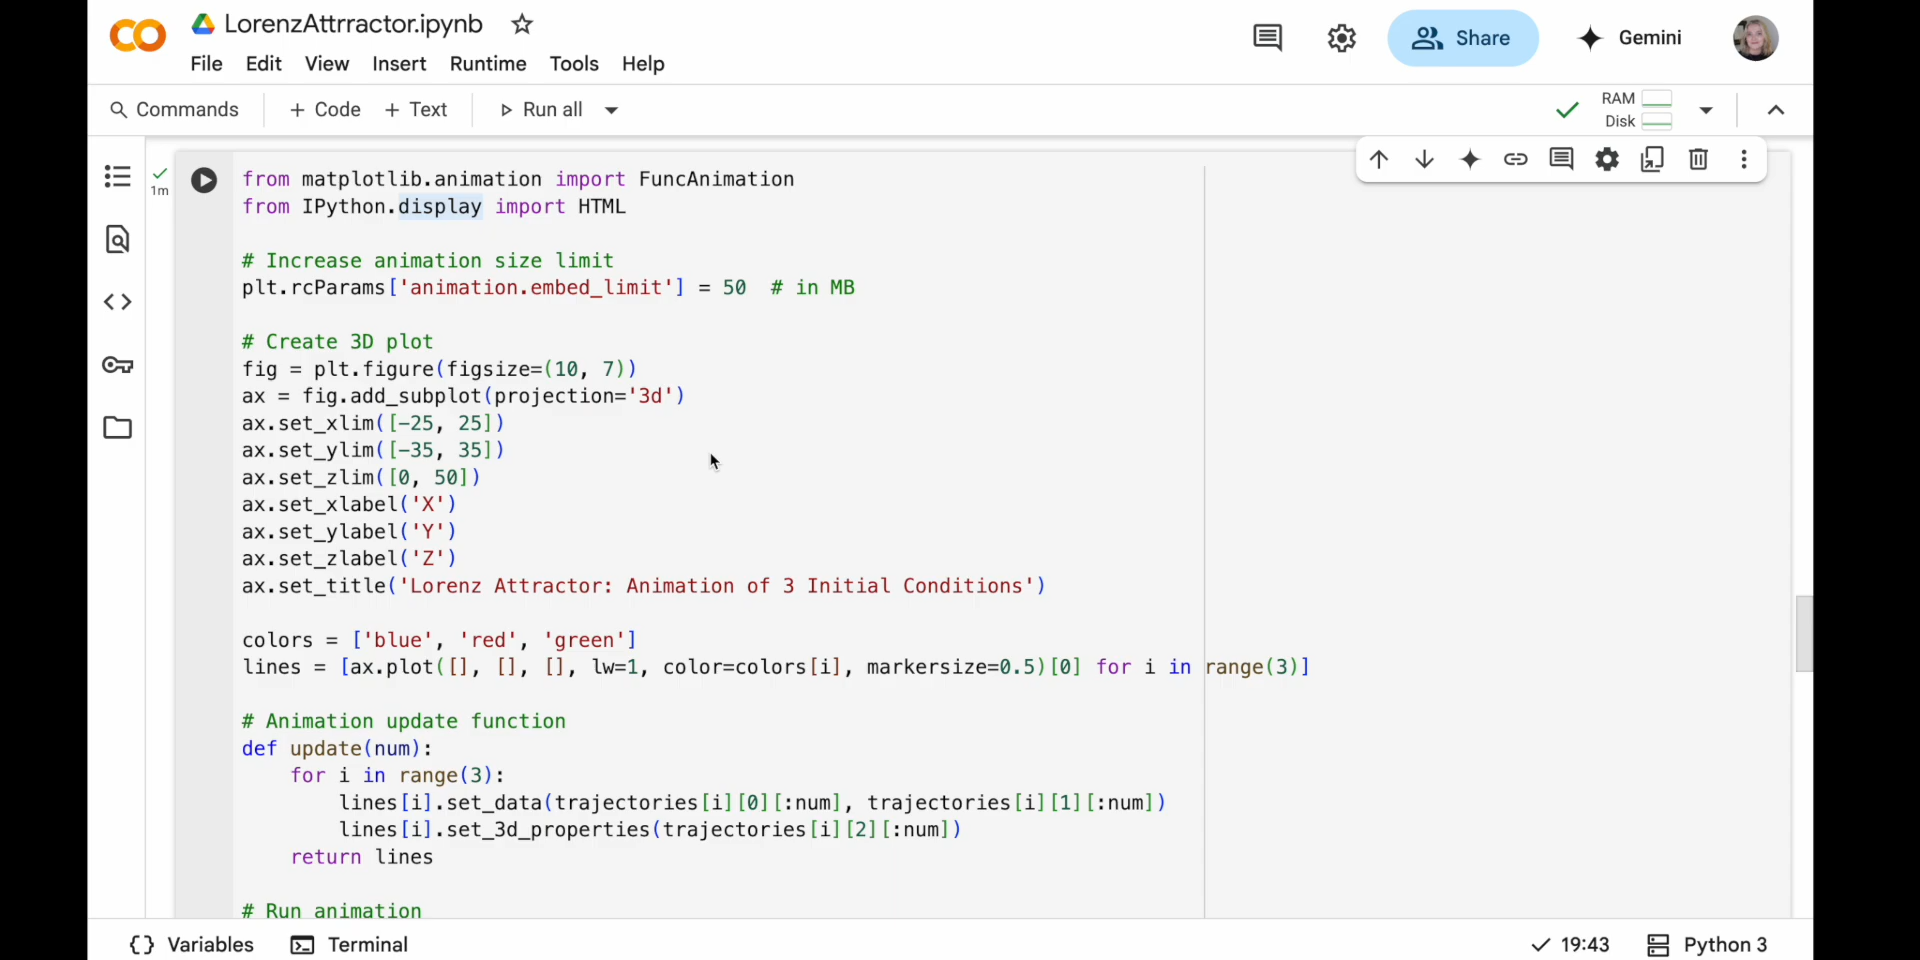 LorenzAttrractor.ipynb
File Edit View Insert Runtime Tools Help
Share
Gemini
Commands + Code + Text Run all
RAM
Disk
1m
from matplotlib.animation import FuncAnimation
from IPython.display import HTML
# Increase animation size limit
plt.rcParams['animation.embed_limit'] = 50  # in MB
# Create 3D plot
fig = plt.figure(figsize=(10, 7))
ax = fig.add_subplot(projection='3d')
ax.set_xlim([-25, 25])
ax.set_ylim([-35, 35])
ax.set_zlim([0, 50])
ax.set_xlabel('X')
ax.set_ylabel('Y')
ax.set_zlabel('Z')
ax.set_title('Lorenz Attractor: Animation of 3 Initial Conditions')
colors = ['blue', 'red', 'green']
lines = [ax.plot([], [], [], lw=1, color=colors[i], markersize=0.5)[0] for i in range(3)]
# Animation update function
def update(num):
    for i in range(3):
        lines[i].set_data(trajectories[i][0][:num], trajectories[i][1][:num])
        lines[i].set_3d_properties(trajectories[i][2][:num])
    return lines
# Run animation
Variables Terminal
19:43 Python 3